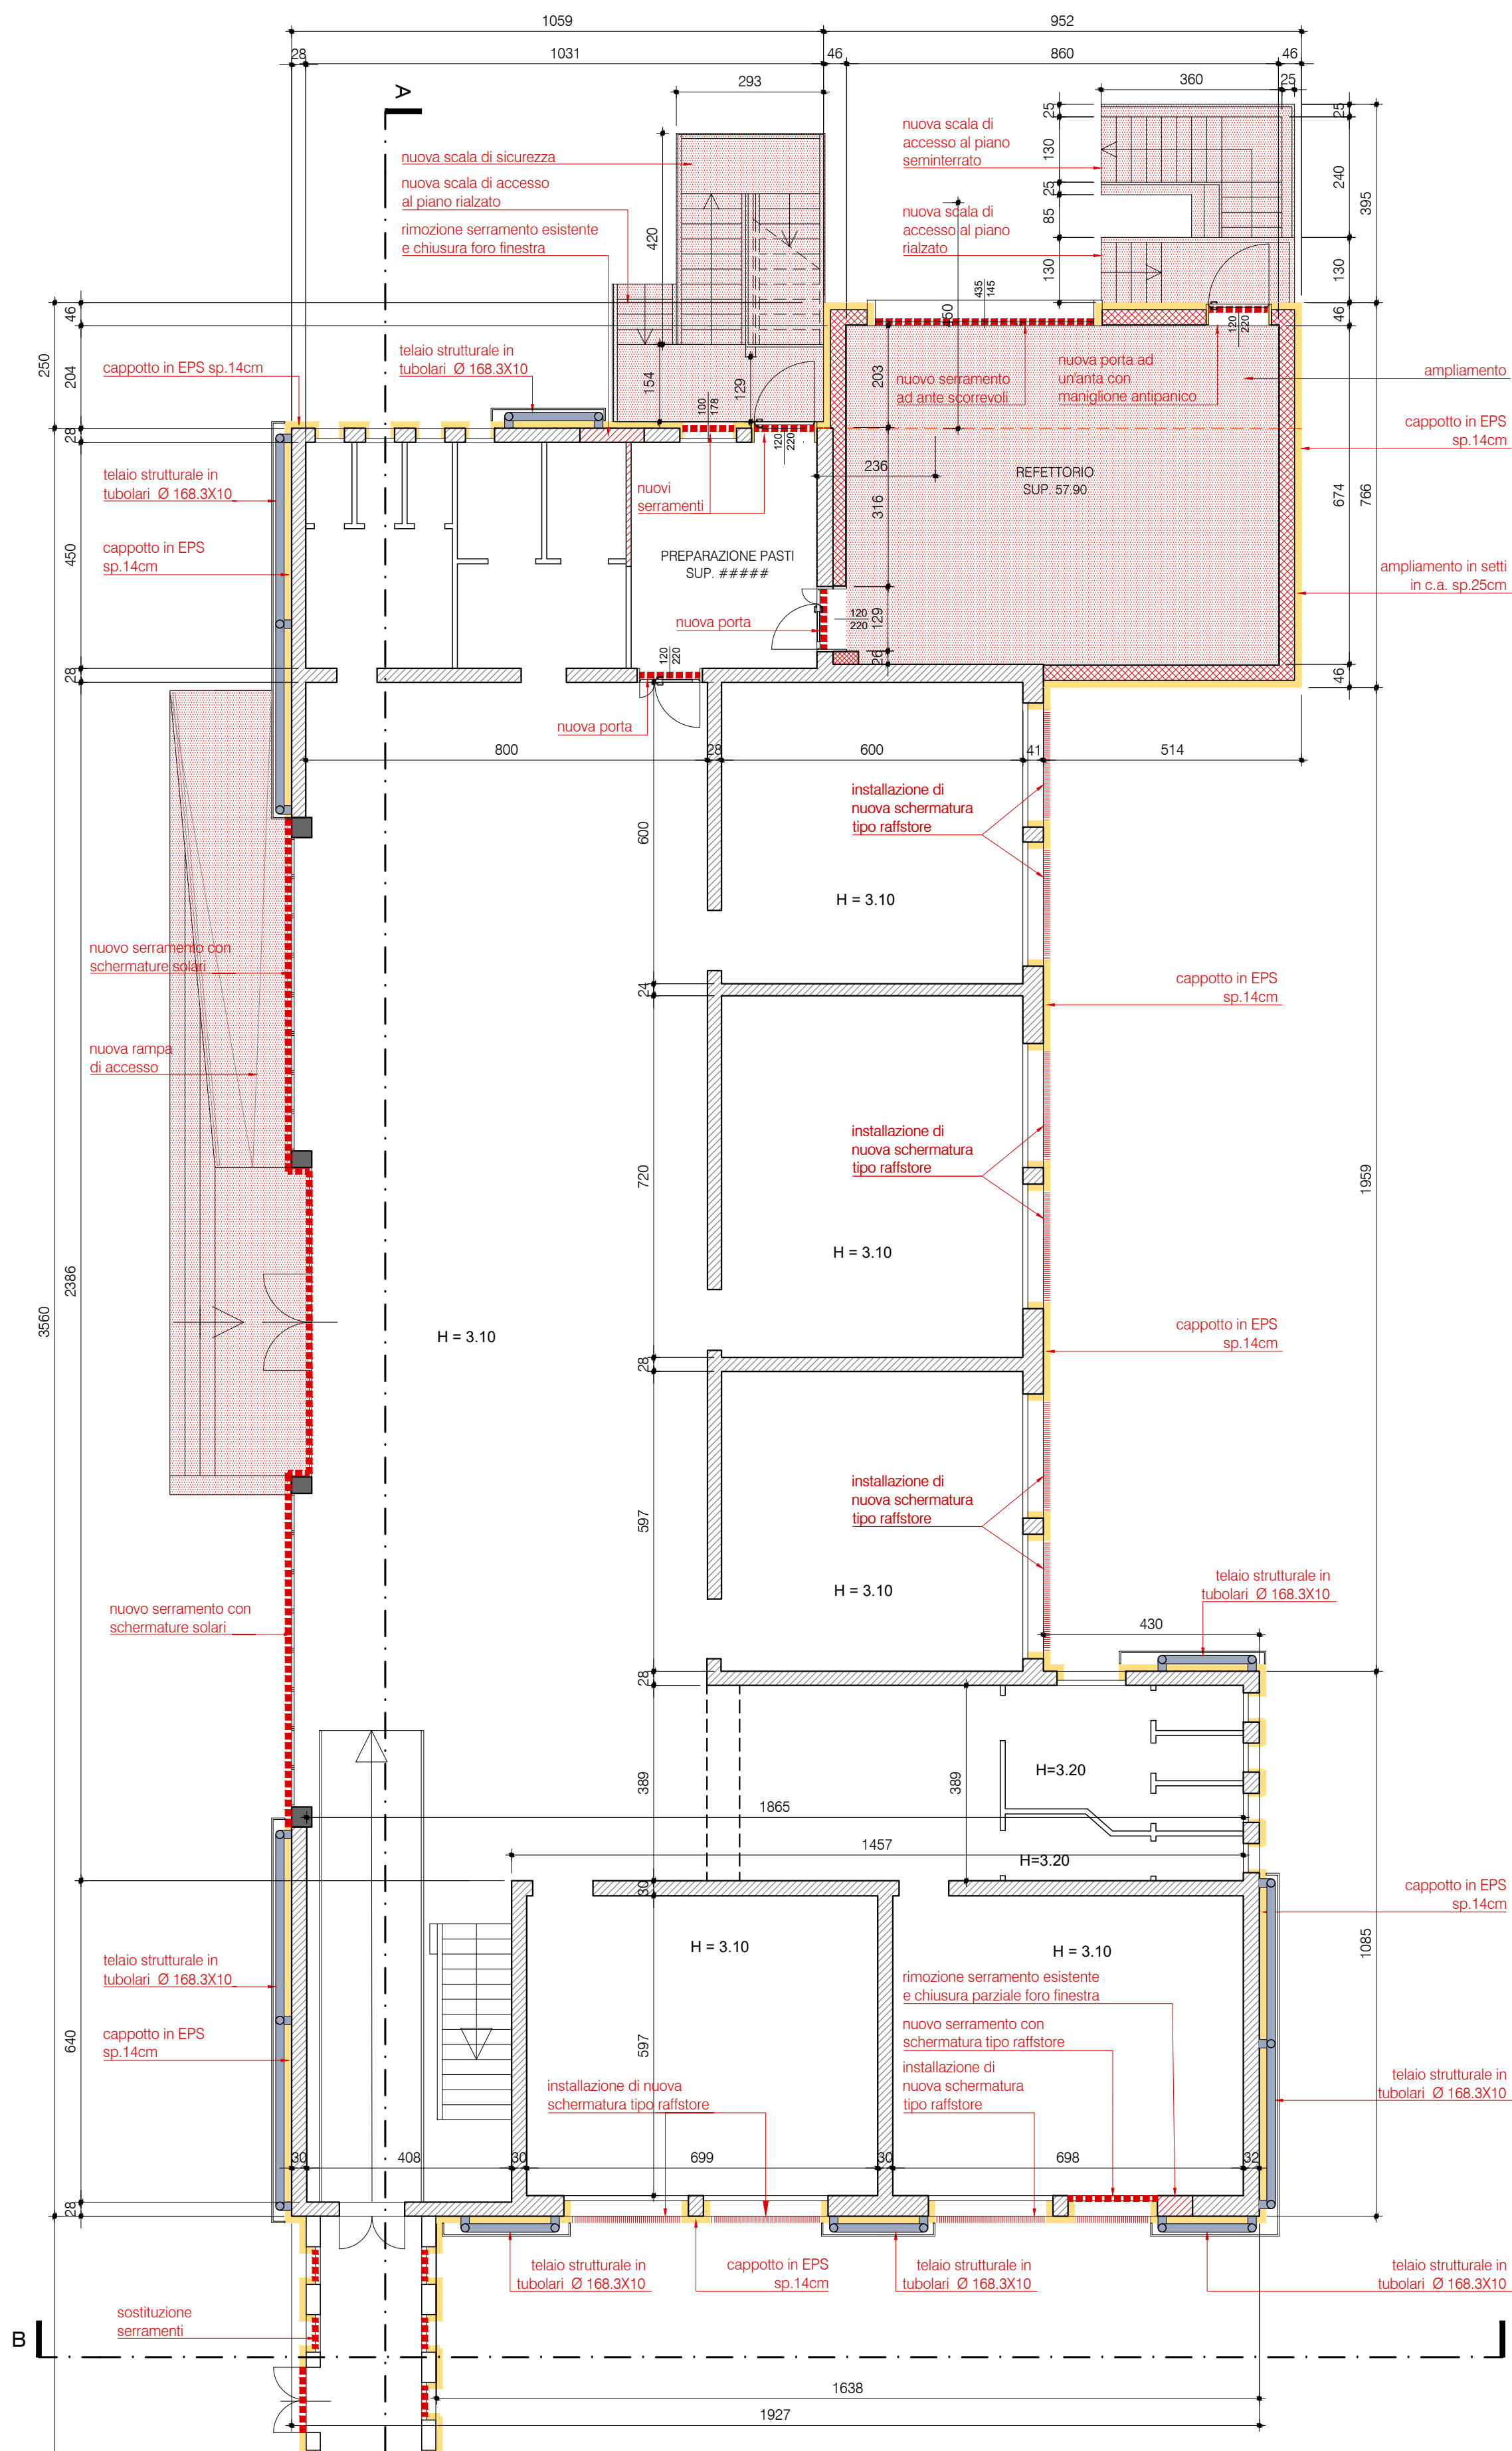 1059
952
28
1031
46
860
46
293
360
25
A
25
130
25
85
130
25
240
395
130
nuova scala di
accesso al piano
seminterrato
nuova scala di sicurezza
nuova scala di accesso
al piano rialzato
nuova scala di
accesso al piano
rialzato
rimozione serramento esistente
e chiusura foro finestra
420
435
145
450
46
250
204
46
120
220
cappotto in EPS sp.14cm
telaio strutturale in
tubolari Ø 168.3X10
154
129
100
178
203
nuovo serramento
ad ante scorrevoli
nuova porta ad
un'anta con
maniglione antipanico
ampliamento
cappotto in EPS
sp.14cm
28
120
220
telaio strutturale in
tubolari Ø 168.3X10
236
REFETTORIO
SUP. 57.90
nuovi
serramenti
316
674
766
cappotto in EPS
sp.14cm
450
PREPARAZIONE PASTI
SUP. #####
ampliamento in setti
in c.a. sp.25cm
nuova porta
120
220
129
120
220
26
28
46
nuova porta
800
28
600
41
514
installazione di
nuova schermatura
tipo raffstore
600
H = 3.10
nuovo serramento con
schermature solari
cappotto in EPS
sp.14cm
24
nuova rampa
di accesso
installazione di
nuova schermatura
tipo raffstore
720
1959
H = 3.10
2386
3560
H = 3.10
cappotto in EPS
sp.14cm
28
installazione di
nuova schermatura
tipo raffstore
597
H = 3.10
telaio strutturale in
tubolari Ø 168.3X10
nuovo serramento con
schermature solari
430
28
389
389
H=3.20
1865
1457
H=3.20
30
cappotto in EPS
sp.14cm
H = 3.10
H = 3.10
1085
telaio strutturale in
tubolari Ø 168.3X10
rimozione serramento esistente
e chiusura parziale foro finestra
nuovo serramento con
schermatura tipo raffstore
cappotto in EPS
sp.14cm
640
597
installazione di nuova
schermatura tipo raffstore
installazione di
nuova schermatura
tipo raffstore
telaio strutturale in
tubolari Ø 168.3X10
30
408
30
699
30
698
32
28
telaio strutturale in
tubolari Ø 168.3X10
cappotto in EPS
sp.14cm
telaio strutturale in
tubolari Ø 168.3X10
telaio strutturale in
tubolari Ø 168.3X10
sostituzione
serramenti
B
1638
1927